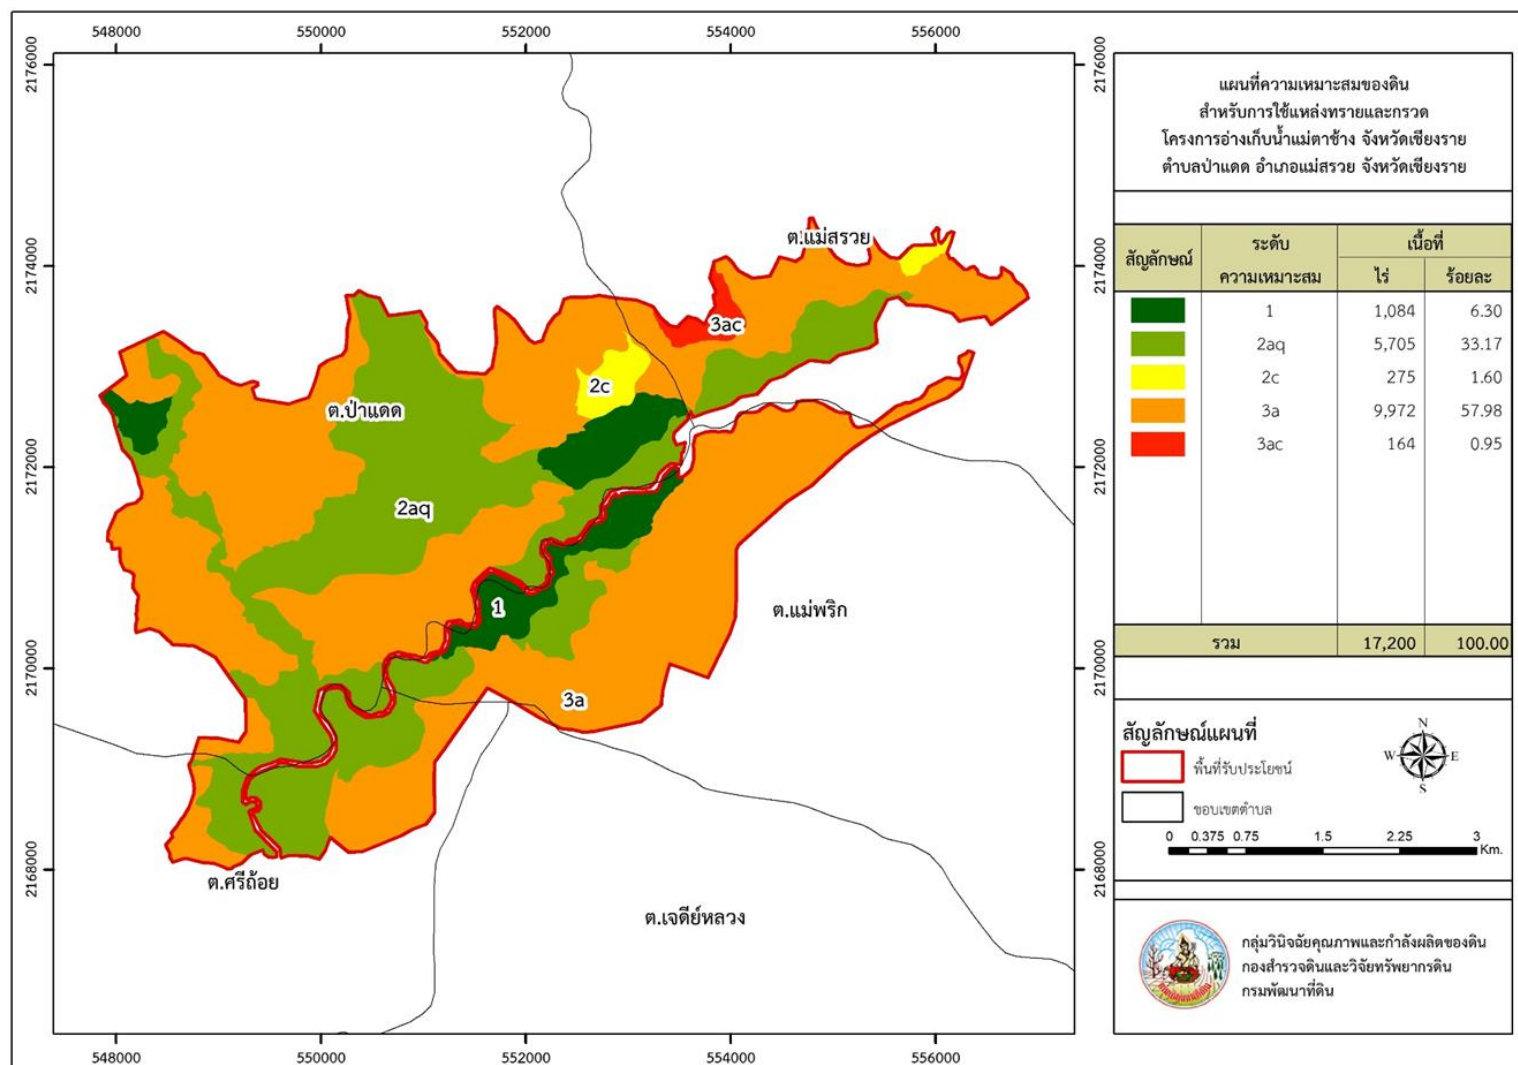 548000 550000 552000 554000 556000
2176000 2176000
2174000 2174000
2172000 2172000
2170000 2170000
2168000 2168000
ต.แม่สรวย
3ac
2c
ต.ป่าแดด
2aq
1
ต.แม่พริก
3a
ต.ศรีถ้อย
ต.เจดีย์หลวง
548000 550000 552000 554000 556000
แผนที่ความเหมาะสมของดิน
สำหรับการใช้แหล่งทรายและกรวด
โครงการอ่างเก็บน้ำแม่ตาช้าง จังหวัดเชียงราย
ตำบลป่าแดด อำเภอแม่สรวย จังหวัดเชียงราย
สัญลักษณ์ ระดับ เนื้อที่
ความเหมาะสม ไร่ ร้อยละ
1 1,084 6.30
2aq 5,705 33.17
2c 275 1.60
3a 9,972 57.98
3ac 164 0.95
รวม 17,200 100.00
สัญลักษณ์แผนที่
พื้นที่รับประโยชน์
ขอบเขตตำบล
N
W E
S
0 0.375 0.75 1.5 2.25 3
Km.
กลุ่มวินิจฉัยคุณภาพและกำลังผลิตของดิน
กองสำรวจดินและวิจัยทรัพยากรดิน
กรมพัฒนาที่ดิน